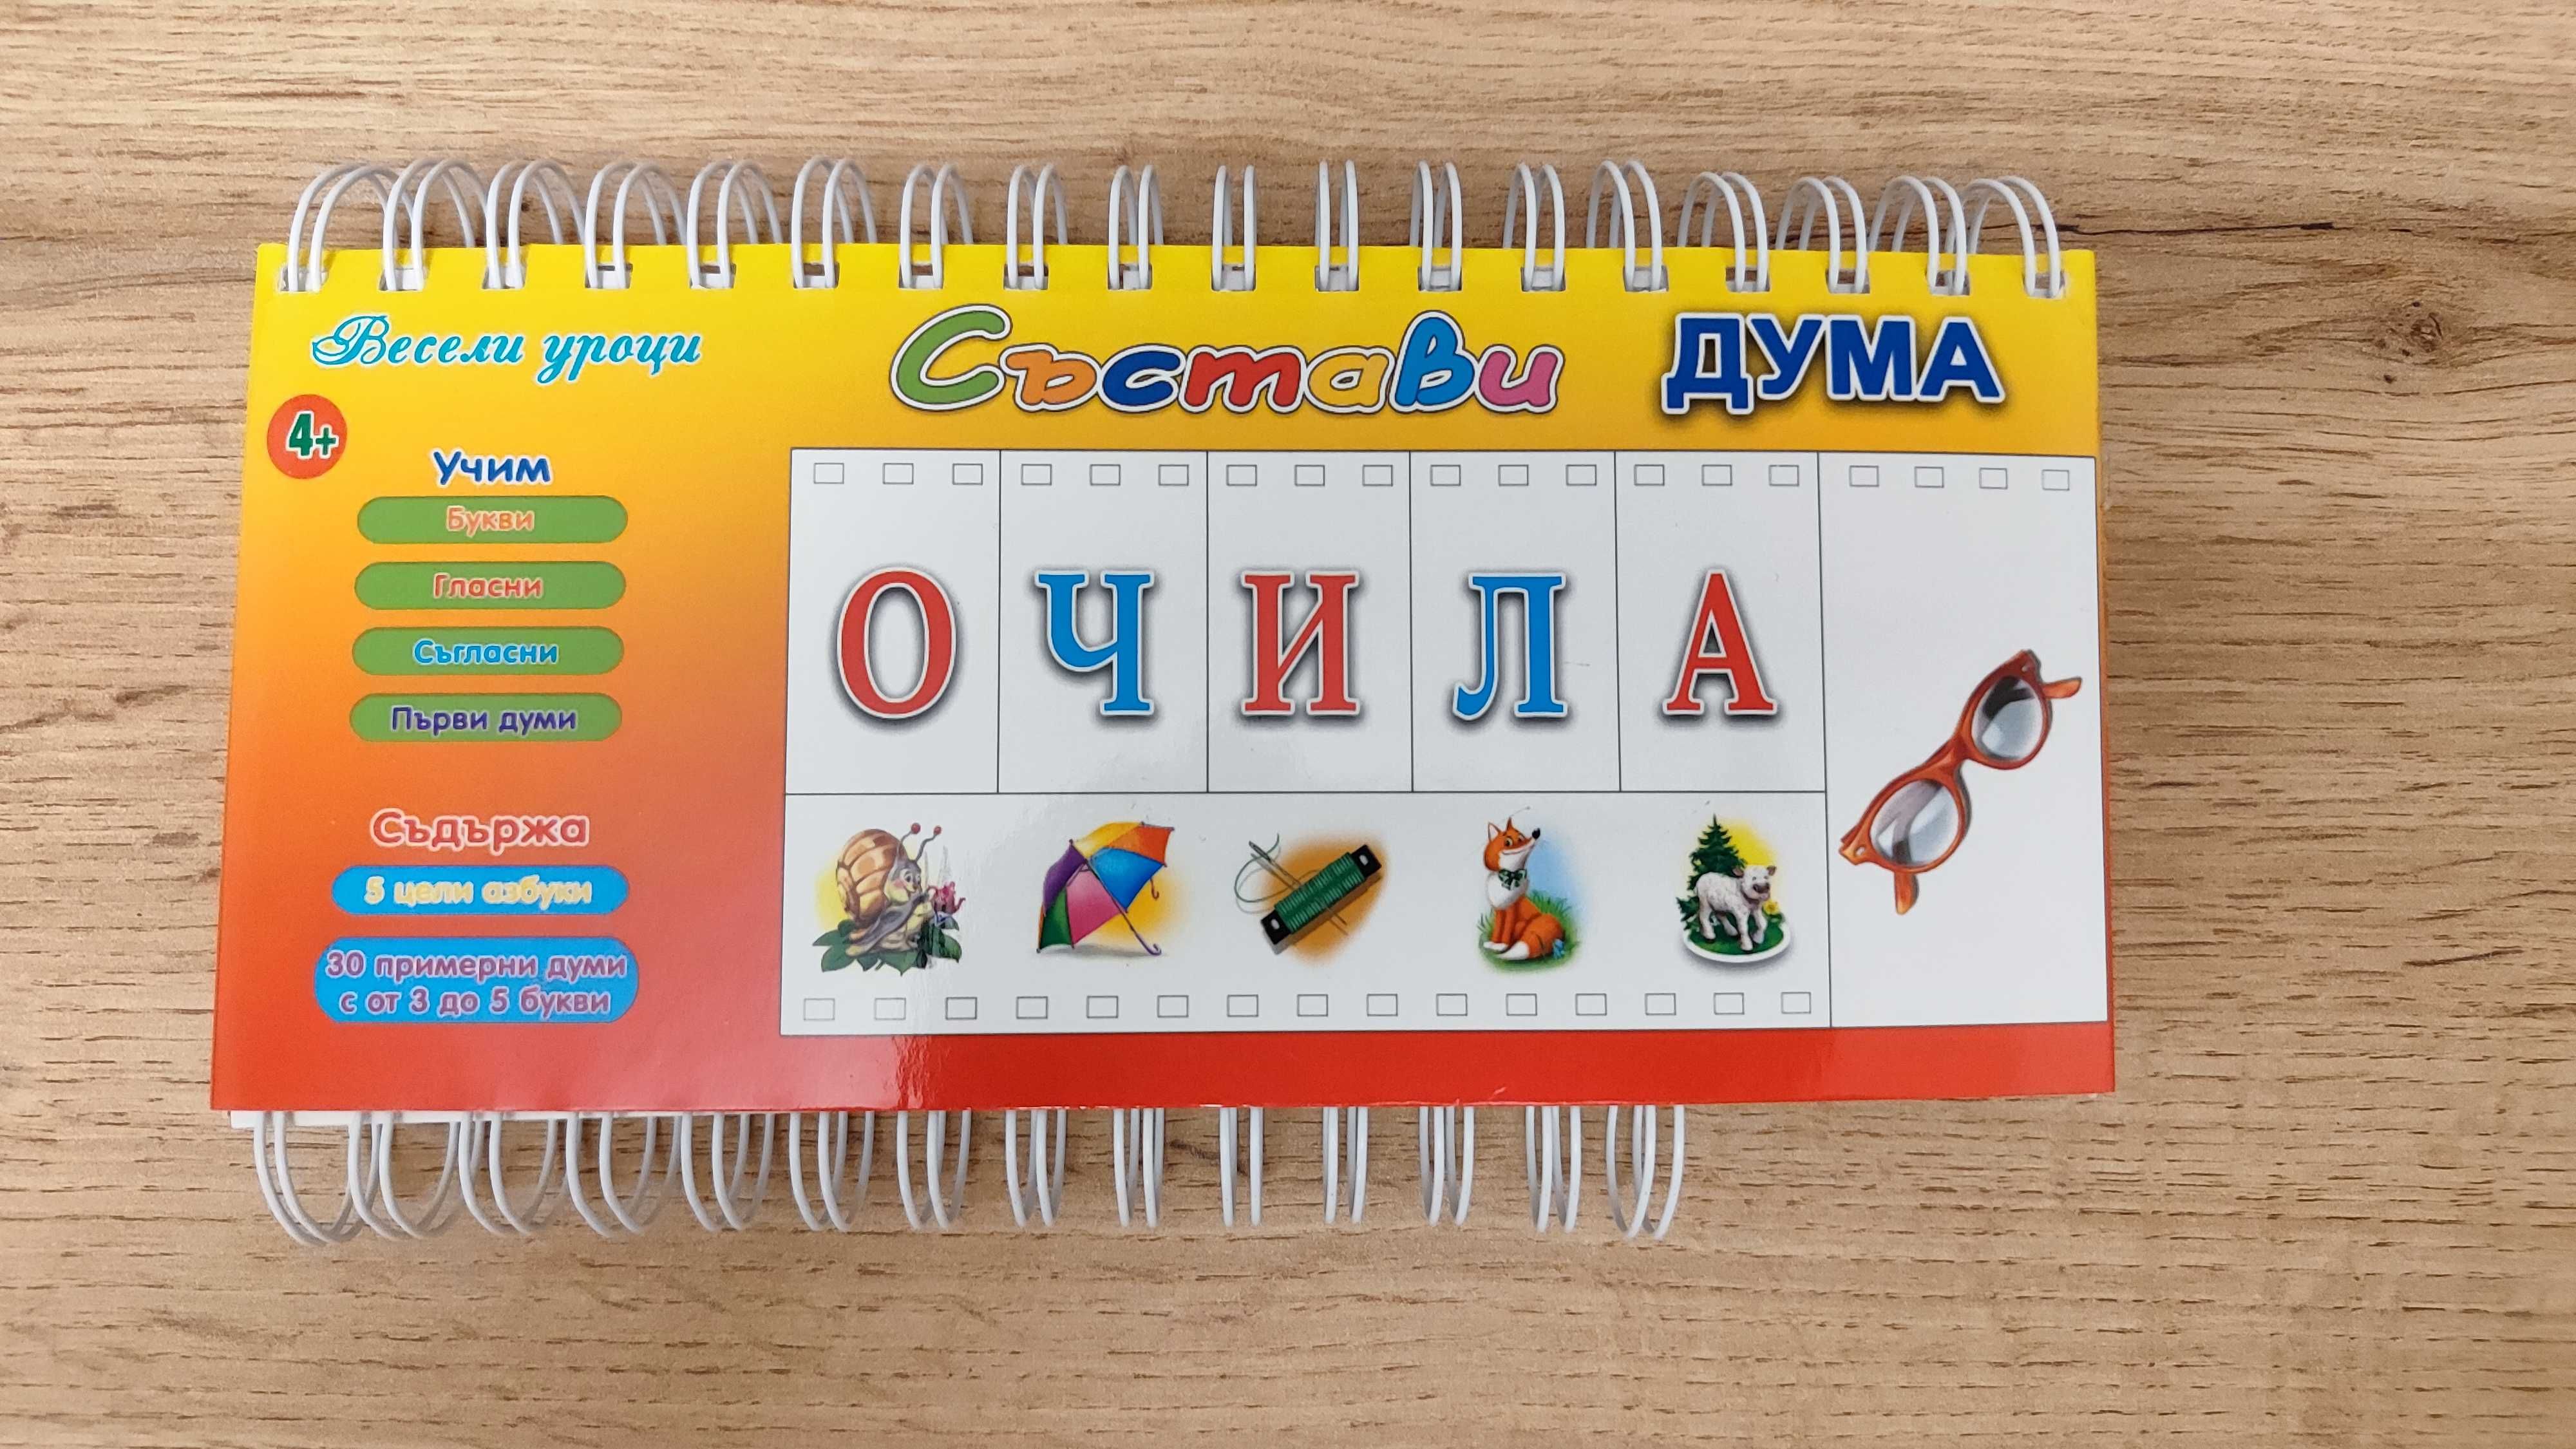 Весели уроци
Състави ДУМА
4+
Учим
Букви
Гласни
Съгласни
Първи думи
Съдържа
5 цели азбуки
30 примерни думи
с от 3 до 5 букви
О Ч И Л А